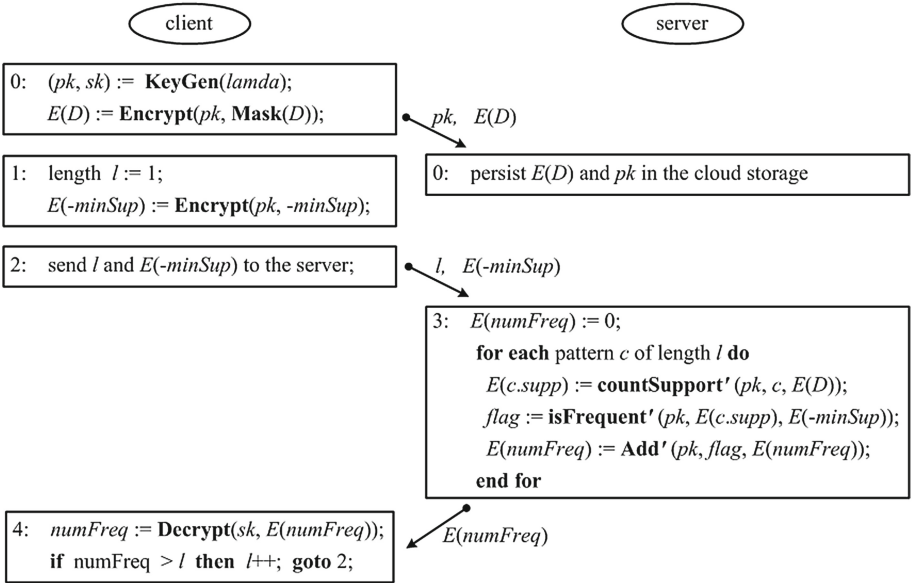 client
server
0: (pk, sk) := KeyGen(lamda);
E(D) := Encrypt(pk, Mask(D));
pk, E(D)
0: persist E(D) and pk in the cloud storage
1: length l := 1;
E(-minSup) := Encrypt(pk, -minSup);
2: send l and E(-minSup) to the server;
l, E(-minSup)
3: E(numFreq) := 0;
for each pattern c of length l do
E(c.supp) := countSupport′(pk, c, E(D));
flag := isFrequent′(pk, E(c.supp), E(-minSup));
E(numFreq) := Add′(pk, flag, E(numFreq));
end for
E(numFreq)
4: numFreq := Decrypt(sk, E(numFreq));
if numFreq > l then l++; goto 2;